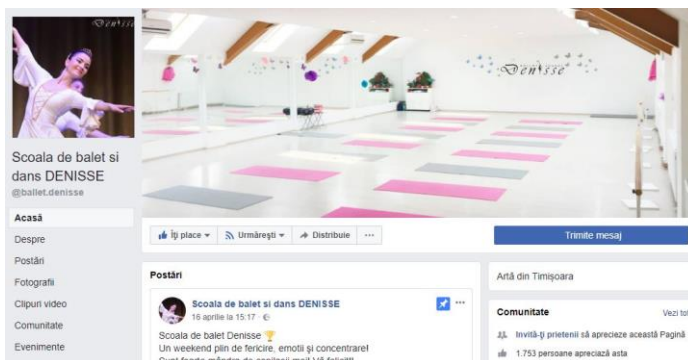 Denisse
Denisse
Scoala de balet si
dans DENISSE
@ballet.denisse
Acasă
Despre
Postări
Fotografii
Clipuri video
Comunitate
Evenimente
Îți place
Urmărești
Distribuie
Trimite mesaj
Postări
Scoala de balet si dans DENISSE
16 aprilie la 15:17
Scoala de balet Denisse
Un weekend plin de fericire, emotii și concentrare!
Artă din Timișoara
Comunitate
Vezi tot
Invită-ți prietenii să aprecieze această Pagină
1.753 persoane apreciază asta